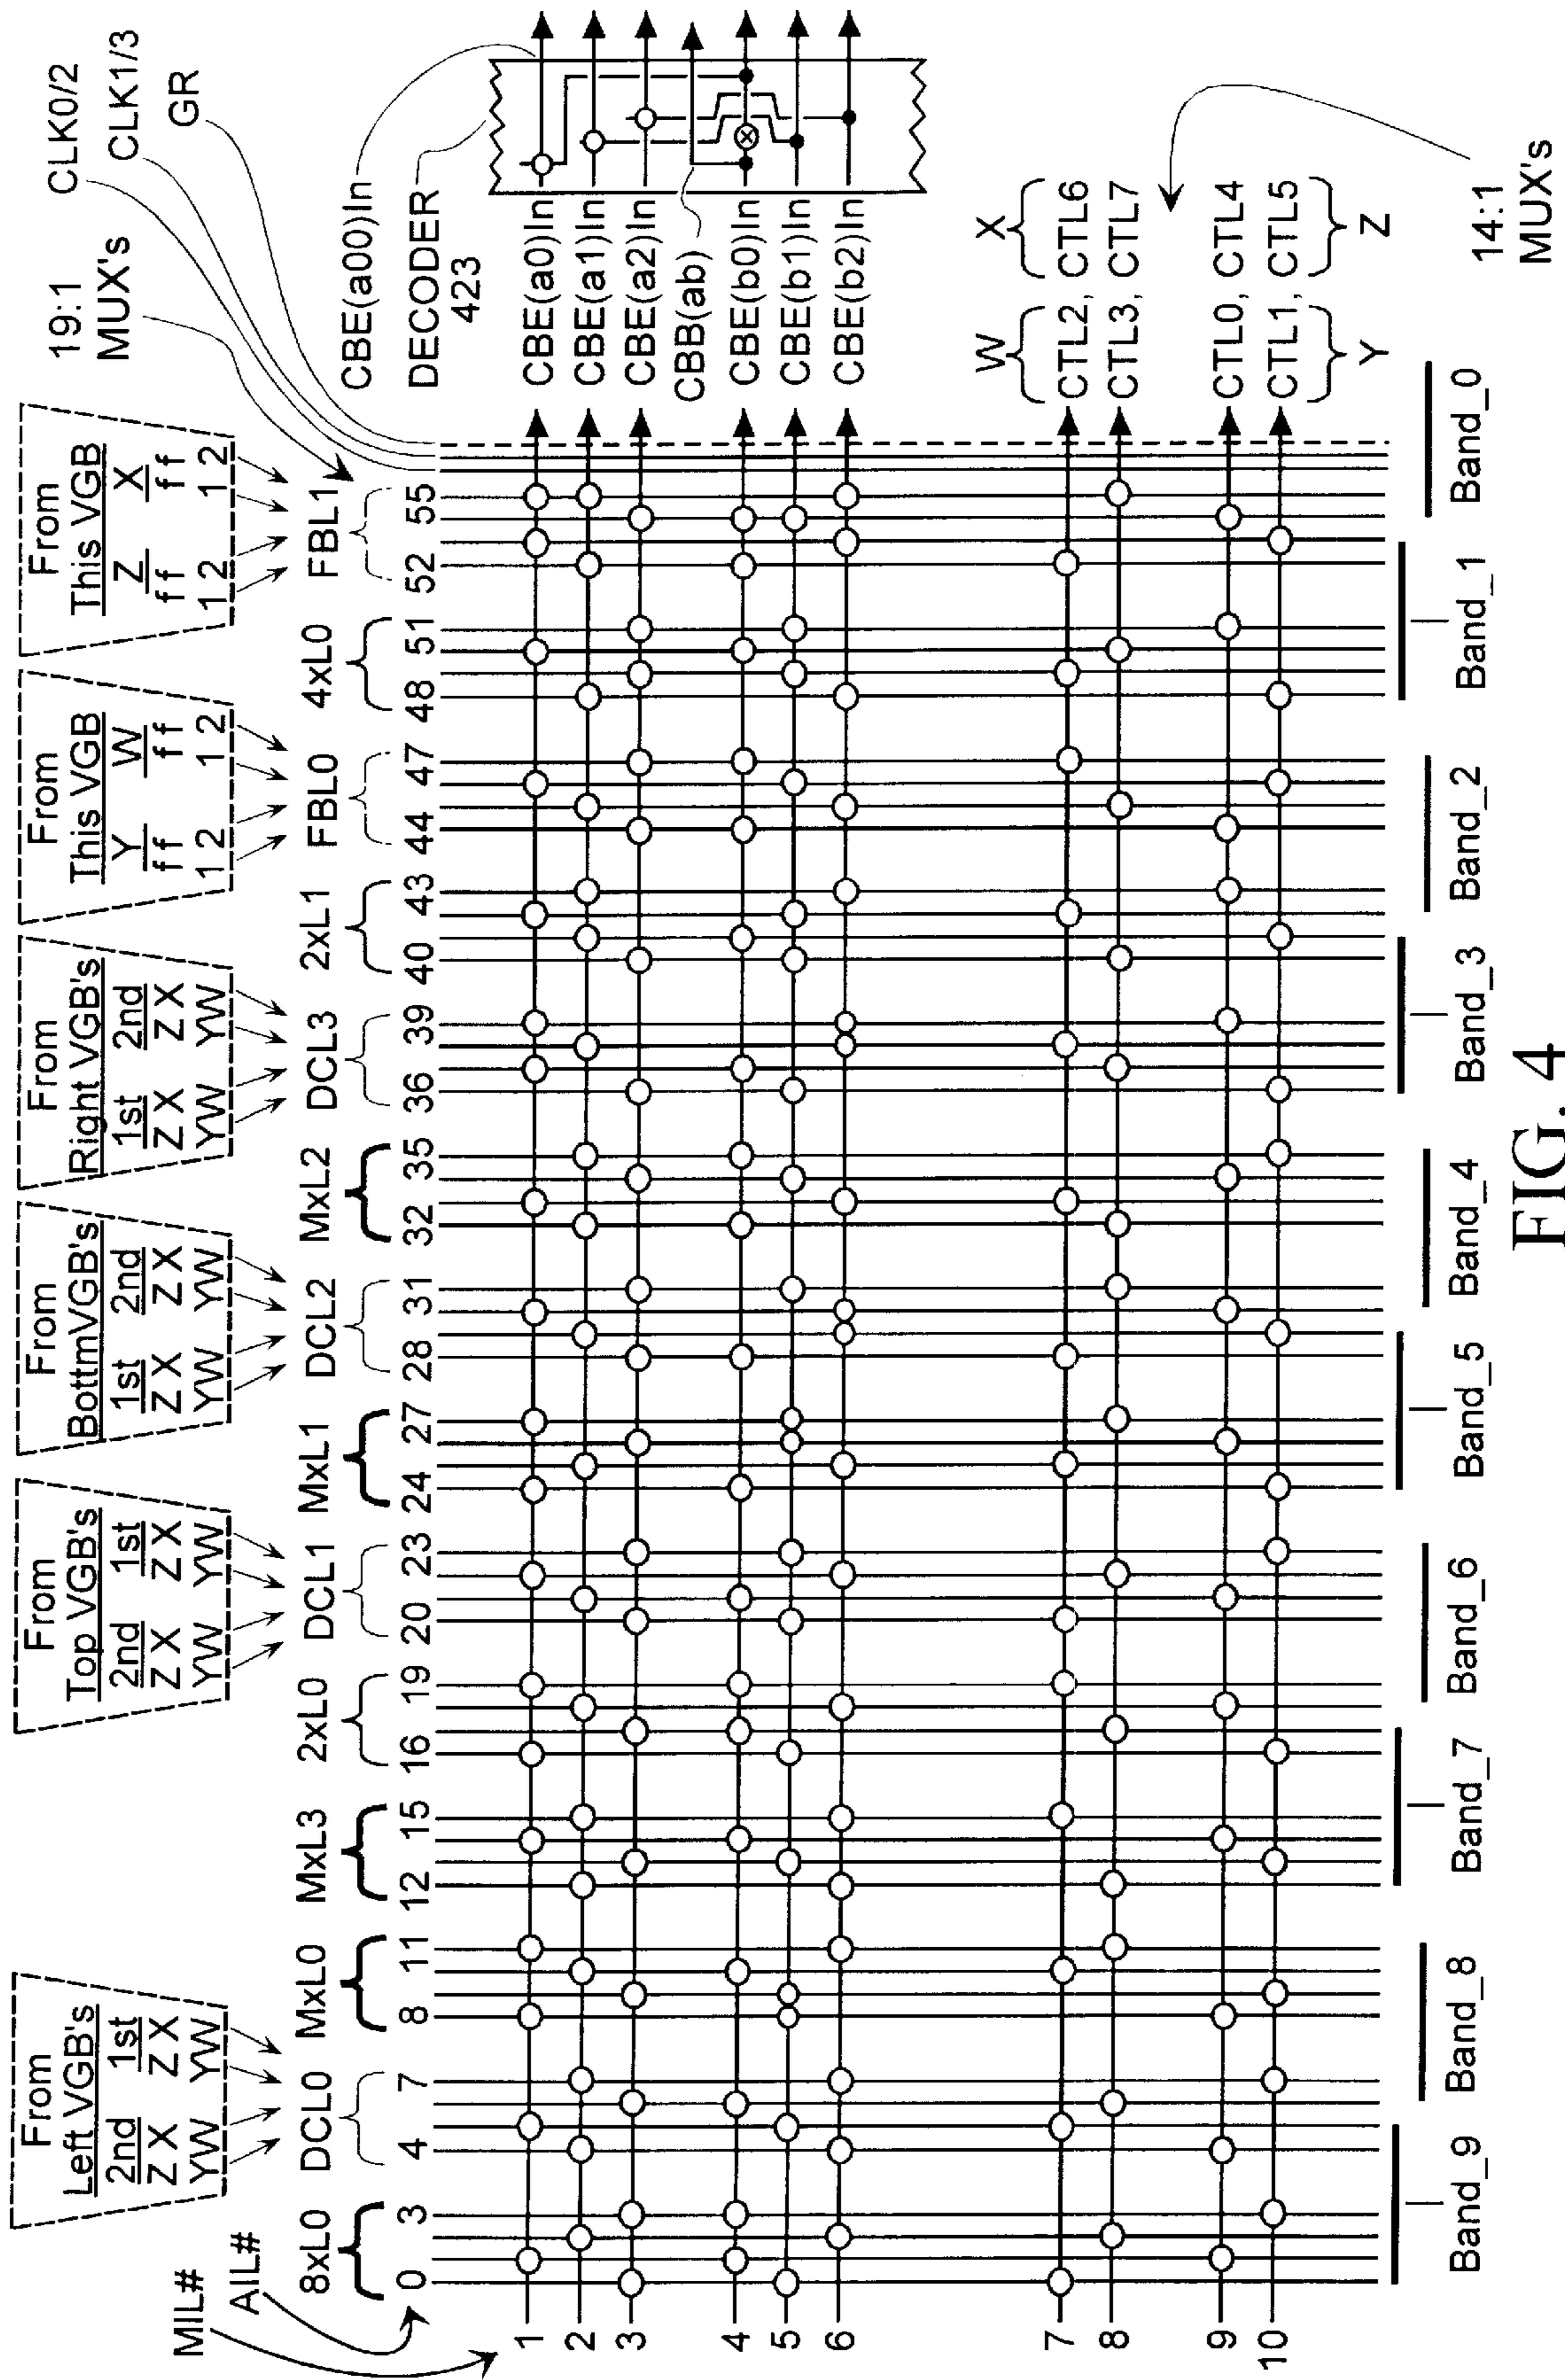 From
Left VGB's
2nd 1st
Z X Z X
YW YW
From
Top VGB's
2nd 1st
Z X Z X
YW YW
From
BottmVGB's
1st 2nd
Z X Z X
YW YW
From
Right VGB's
1st 2nd
Z X Z X
YW YW
From
This VGB
Y W
f f f f
1 2 1 2
From
This VGB
Z X
f f f f
1 2 1 2
19:1
MUX's
CLK0/2
CLK1/3
GR
MIL#
AIL#
8xL0 DCL0 MxL0 MxL3 2xL0 DCL1 MxL1 DCL2 MxL2 DCL3 2xL1 FBL0 4xL0 FBL1
0 3 4 7 8 11 12 15 16 19 20 23 24 27 28 31 32 35 36 39 40 43 44 47 48 51 52 55
CBE(a00)In
DECODER
423
1 CBE(a0)In
2 CBE(a1)In
3 CBE(a2)In
CBB(ab)
4 CBE(b0)In
5 CBE(b1)In
6 CBE(b2)In
W X
7 CTL2, CTL6
8 CTL3, CTL7
9 CTL0, CTL4
10 CTL1, CTL5
Y Z
14:1
MUX's
Band_9 Band_8 Band_7 Band_6 Band_5 Band_4 Band_3 Band_2 Band_1 Band_0
FIG. 4